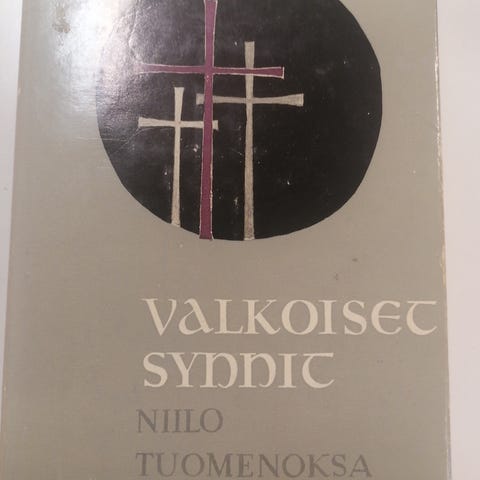 VALKOISET
SYNNIT
NIILO
TUOMENOKSA